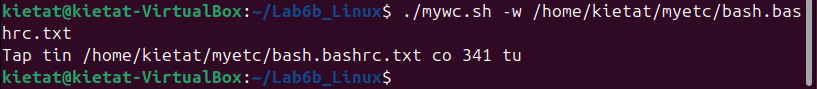 kietat@kietat-VirtualBox:~/Lab6b_Linux$ ./mywc.sh -w /home/kietat/myetc/bash.bas
hrc.txt
Tap tin /home/kietat/myetc/bash.bashrc.txt co 341 tu
kietat@kietat-VirtualBox:~/Lab6b_Linux$